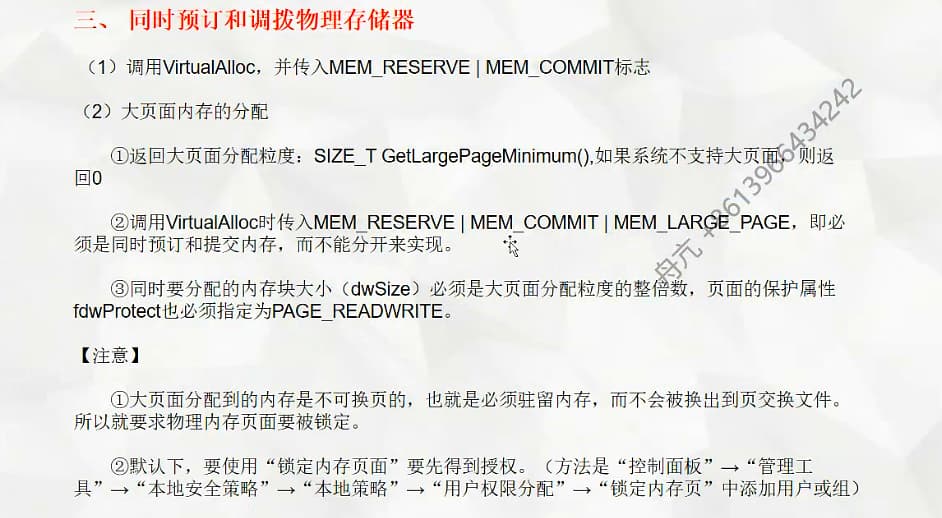 三、 同时预订和调拨物理存储器
（1）调用VirtualAlloc，并传入MEM_RESERVE | MEM_COMMIT标志
（2）大页面内存的分配
①返回大页面分配粒度：SIZE_T GetLargePageMinimum(),如果系统不支持大页面，则返
回0
②调用VirtualAlloc时传入MEM_RESERVE | MEM_COMMIT | MEM_LARGE_PAGE，即必
须是同时预订和提交内存，而不能分开来实现。
③同时要分配的内存块大小（dwSize）必须是大页面分配粒度的整倍数，页面的保护属性
fdwProtect也必须指定为PAGE_READWRITE。
【注意】
①大页面分配到的内存是不可换页的，也就是必须驻留内存，而不会被换出到页交换文件。
所以就要求物理内存页面要被锁定。
②默认下，要使用“锁定内存页面”要先得到授权。（方法是“控制面板”→“管理工
具”→“本地安全策略”→“本地策略”→“用户权限分配”→“锁定内存页”中添加用户或组）
舟亢 +8613966434242